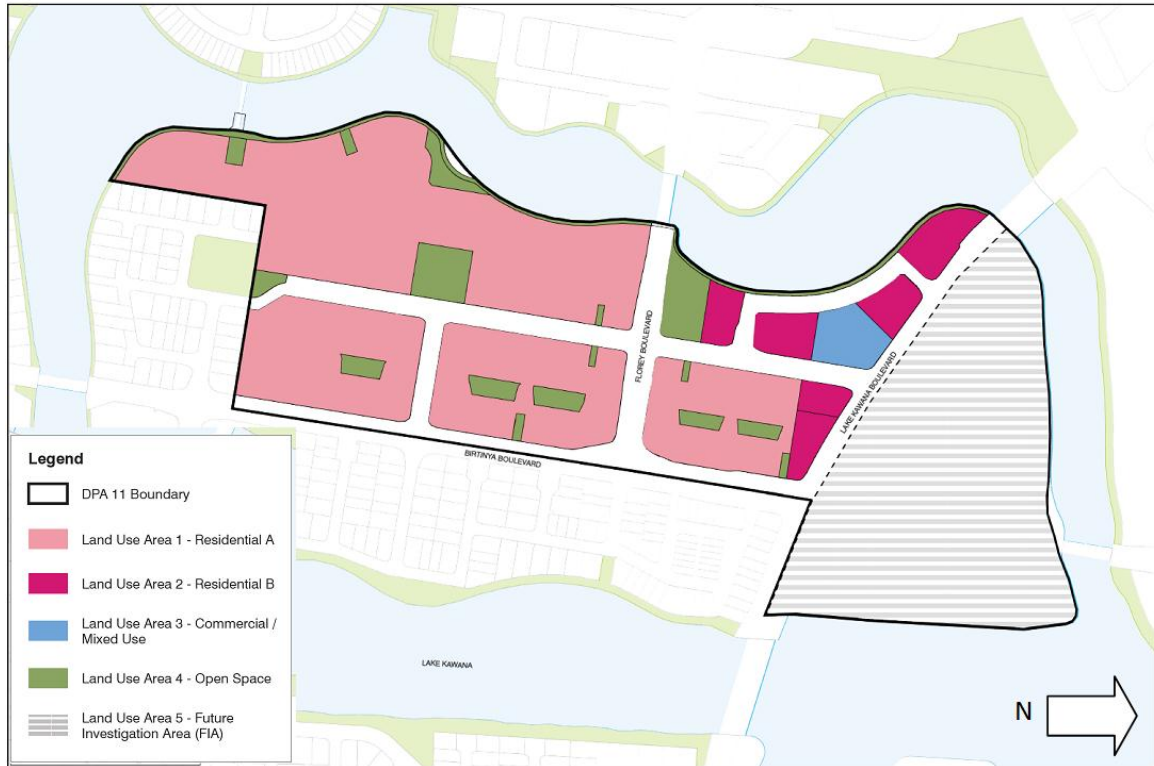 FLOREY BOULEVARD
LAKE KAWANA BOULEVARD
BIRTINYA BOULEVARD
Legend
DPA 11 Boundary
Land Use Area 1 - Residential A
Land Use Area 2 - Residential B
Land Use Area 3 - Commercial /
Mixed Use
Land Use Area 4 - Open Space
Land Use Area 5 - Future
Investigation Area (FIA)
LAKE KAWANA
N